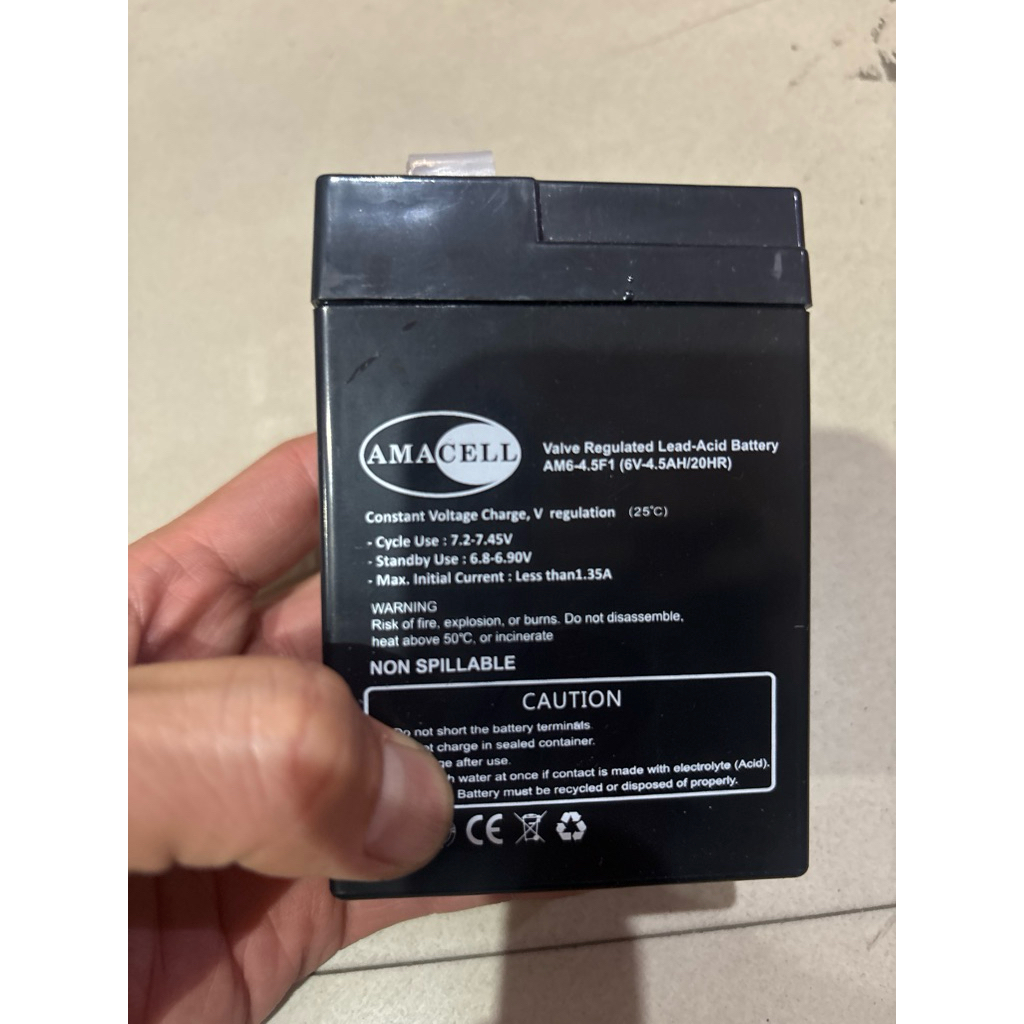 AMACELL
Valve Regulated Lead-Acid Battery
AM6-4.5F1 (6V-4.5AH/20HR)
Constant Voltage Charge, V regulation (25℃)
- Cycle Use : 7.2-7.45V
- Standby Use : 6.8-6.90V
- Max. Initial Current : Less than1.35A
WARNING
Risk of fire, explosion, or burns. Do not disassemble,
heat above 50℃, or incinerate
NON SPILLABLE
CAUTION
Do not short the battery terminals
charge in sealed container.
after use.
water at once if contact is made with electrolyte (Acid).
Battery must be recycled or disposed of properly.
CE